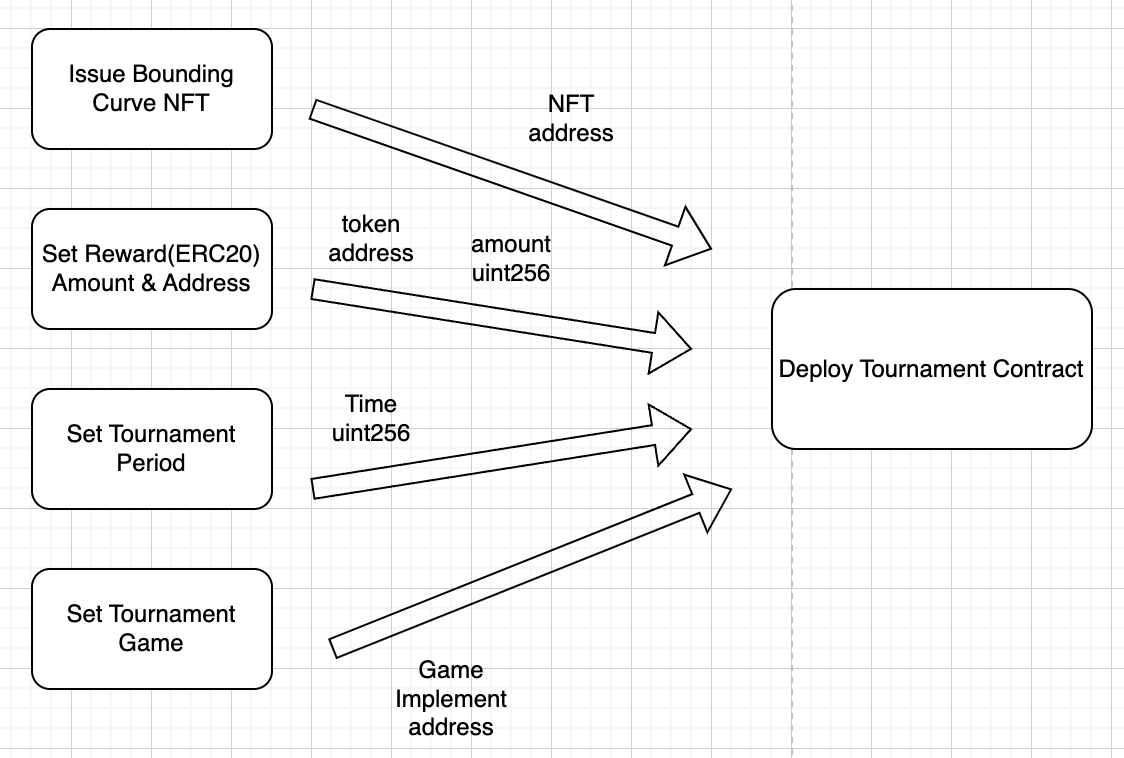 Issue Bounding
Curve NFT
NFT
address
Set Reward(ERC20)
Amount & Address
token
address
amount
uint256
Deploy Tournament Contract
Set Tournament
Period
Time
uint256
Set Tournament
Game
Game
Implement
address